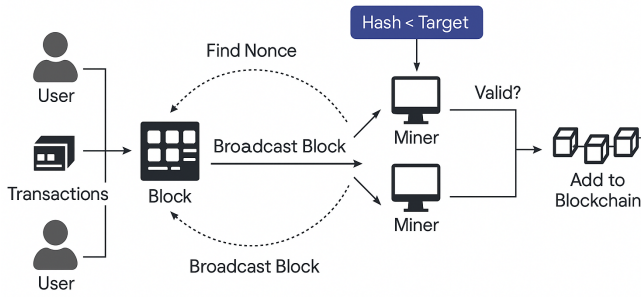 Hash < Target
Find Nonce
User
Valid?
Broadcast Block
Miner
Transactions
Block
Add to
Blockchain
Miner
Broadcast Block
User